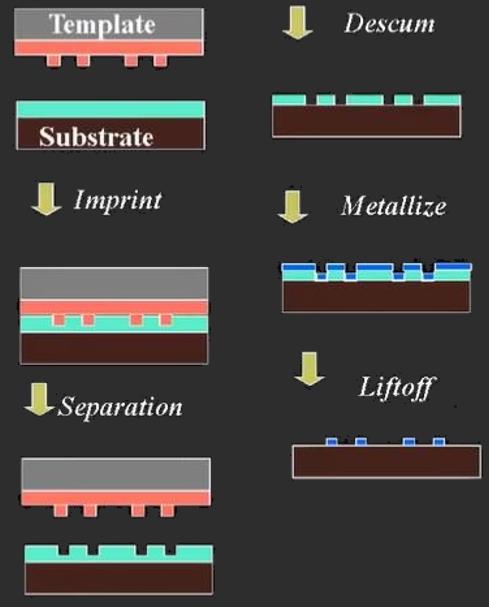 Template
Substrate
Imprint
Separation
Descum
Metallize
Liftoff